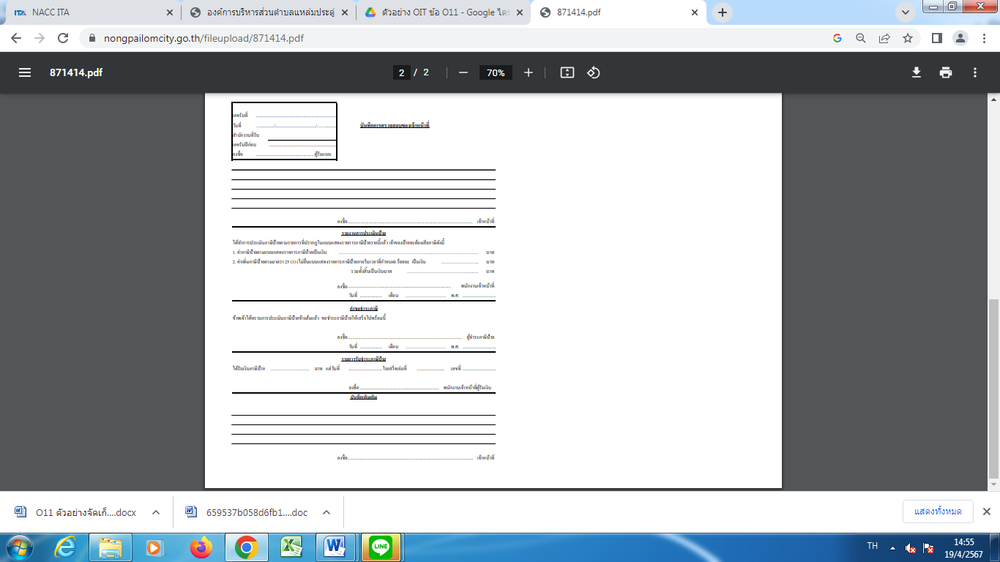 NACC ITA
องค์การบริหารส่วนตำบลแหล่มประดู่
ตัวอย่าง OIT ข้อ O11 - Google ไดร
871414.pdf
nongpailomcity.go.th/fileupload/871414.pdf
871414.pdf
2 / 2
70%
เลขรับที่ ........................................
วันที่ ............/......................../............
บันทึกการตรวจสอบของเจ้าหน้าที่
สำนักงานที่รับ
เลขรับปีก่อน ........................................
ลงชื่อ ........................................ ผู้รับแบบ
ลงชื่อ........................................ เจ้าหน้าที่
รายงานการประเมินป้าย
ได้ทำการประเมินภาษีป้ายตามรายการที่ปรากฏในแบบแสดงรายการภาษีป้ายรายนี้แล้ว เจ้าของป้ายจะต้องเสียภาษีดังนี้
1. ค่าภาษีป้ายตามแบบแสดงรายการภาษีป้ายเป็นเงิน ........................................ บาท
2. ค่าเพิ่มภาษีป้ายตามมาตรา 25 (1) (ไม่ยื่นแบบแสดงรายการภาษีป้ายภายในเวลาที่กำหนด) ร้อยละ เป็นเงิน ........................ บาท
รวมทั้งสิ้นเป็นเงินบาท ........................................ บาท
ลงชื่อ........................................ พนักงานเจ้าหน้าที่
วันที่ ................ เดือน ........................ พ.ศ. ................
คำขอชำระภาษี
ข้าพเจ้าได้ทราบการประเมินภาษีป้ายข้างต้นแล้ว ขอชำระภาษีป้ายให้เสร็จไปพร้อมนี้
ลงชื่อ........................................ ผู้ชำระภาษีป้าย
วันที่ ................ เดือน ........................ พ.ศ. ................
รายการรับชำระภาษีป้าย
ได้รับเงินภาษีป้าย ........................ บาท แต่วันที่ ........................ ใบเสร็จเล่มที่ ................ เลขที่ ................
ลงชื่อ........................................ พนักงานเจ้าหน้าที่ผู้รับเงิน
บันทึกเพิ่มเติม
ลงชื่อ........................................ เจ้าหน้าที่
O11 ตัวอย่างจัดเก็....docx
659537b058d6fb1....doc
แสดงทั้งหมด
TH
14:55
19/4/2567
LINE